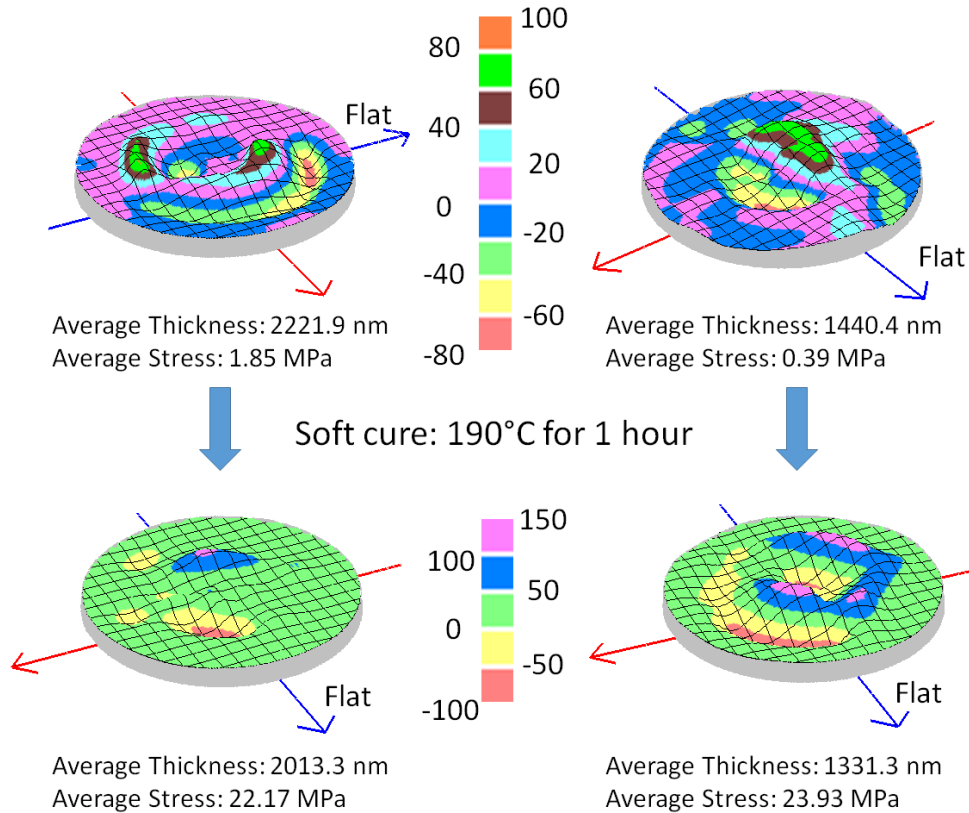 100
80
60
Flat
40
20
0
-20
Flat
-40
-60
-80
Average Thickness: 2221.9 nm
Average Stress: 1.85 MPa
Average Thickness: 1440.4 nm
Average Stress: 0.39 MPa
Soft cure: 190°C for 1 hour
150
100
50
0
-50
-100
Flat
Flat
Average Thickness: 2013.3 nm
Average Stress: 22.17 MPa
Average Thickness: 1331.3 nm
Average Stress: 23.93 MPa